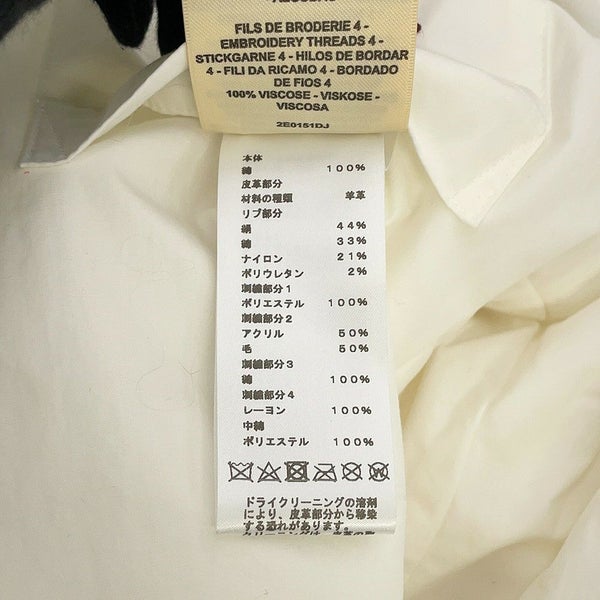 FILS DE BRODERIE 4 -
EMBROIDERY THREADS 4 -
STICKGARNE 4 - HILOS DE BORDAR
4 - FILI DA RICAMO 4 - BORDADO
DE FIOS 4
100% VISCOSE - VISKOSE -
VISCOSA
2E0151DJ
本体
綿 100%
皮革部分
材料の種類 羊革
リブ部分
絹 44%
綿 33%
ナイロン 21%
ポリウレタン 2%
刺繍部分1
ポリエステル 100%
刺繍部分2
アクリル 50%
毛 50%
刺繍部分3
綿 100%
刺繍部分4
レーヨン 100%
中綿
ポリエステル 100%
ドライクリーニングの溶剤
により、皮革部分から移染
する恐れがあります。